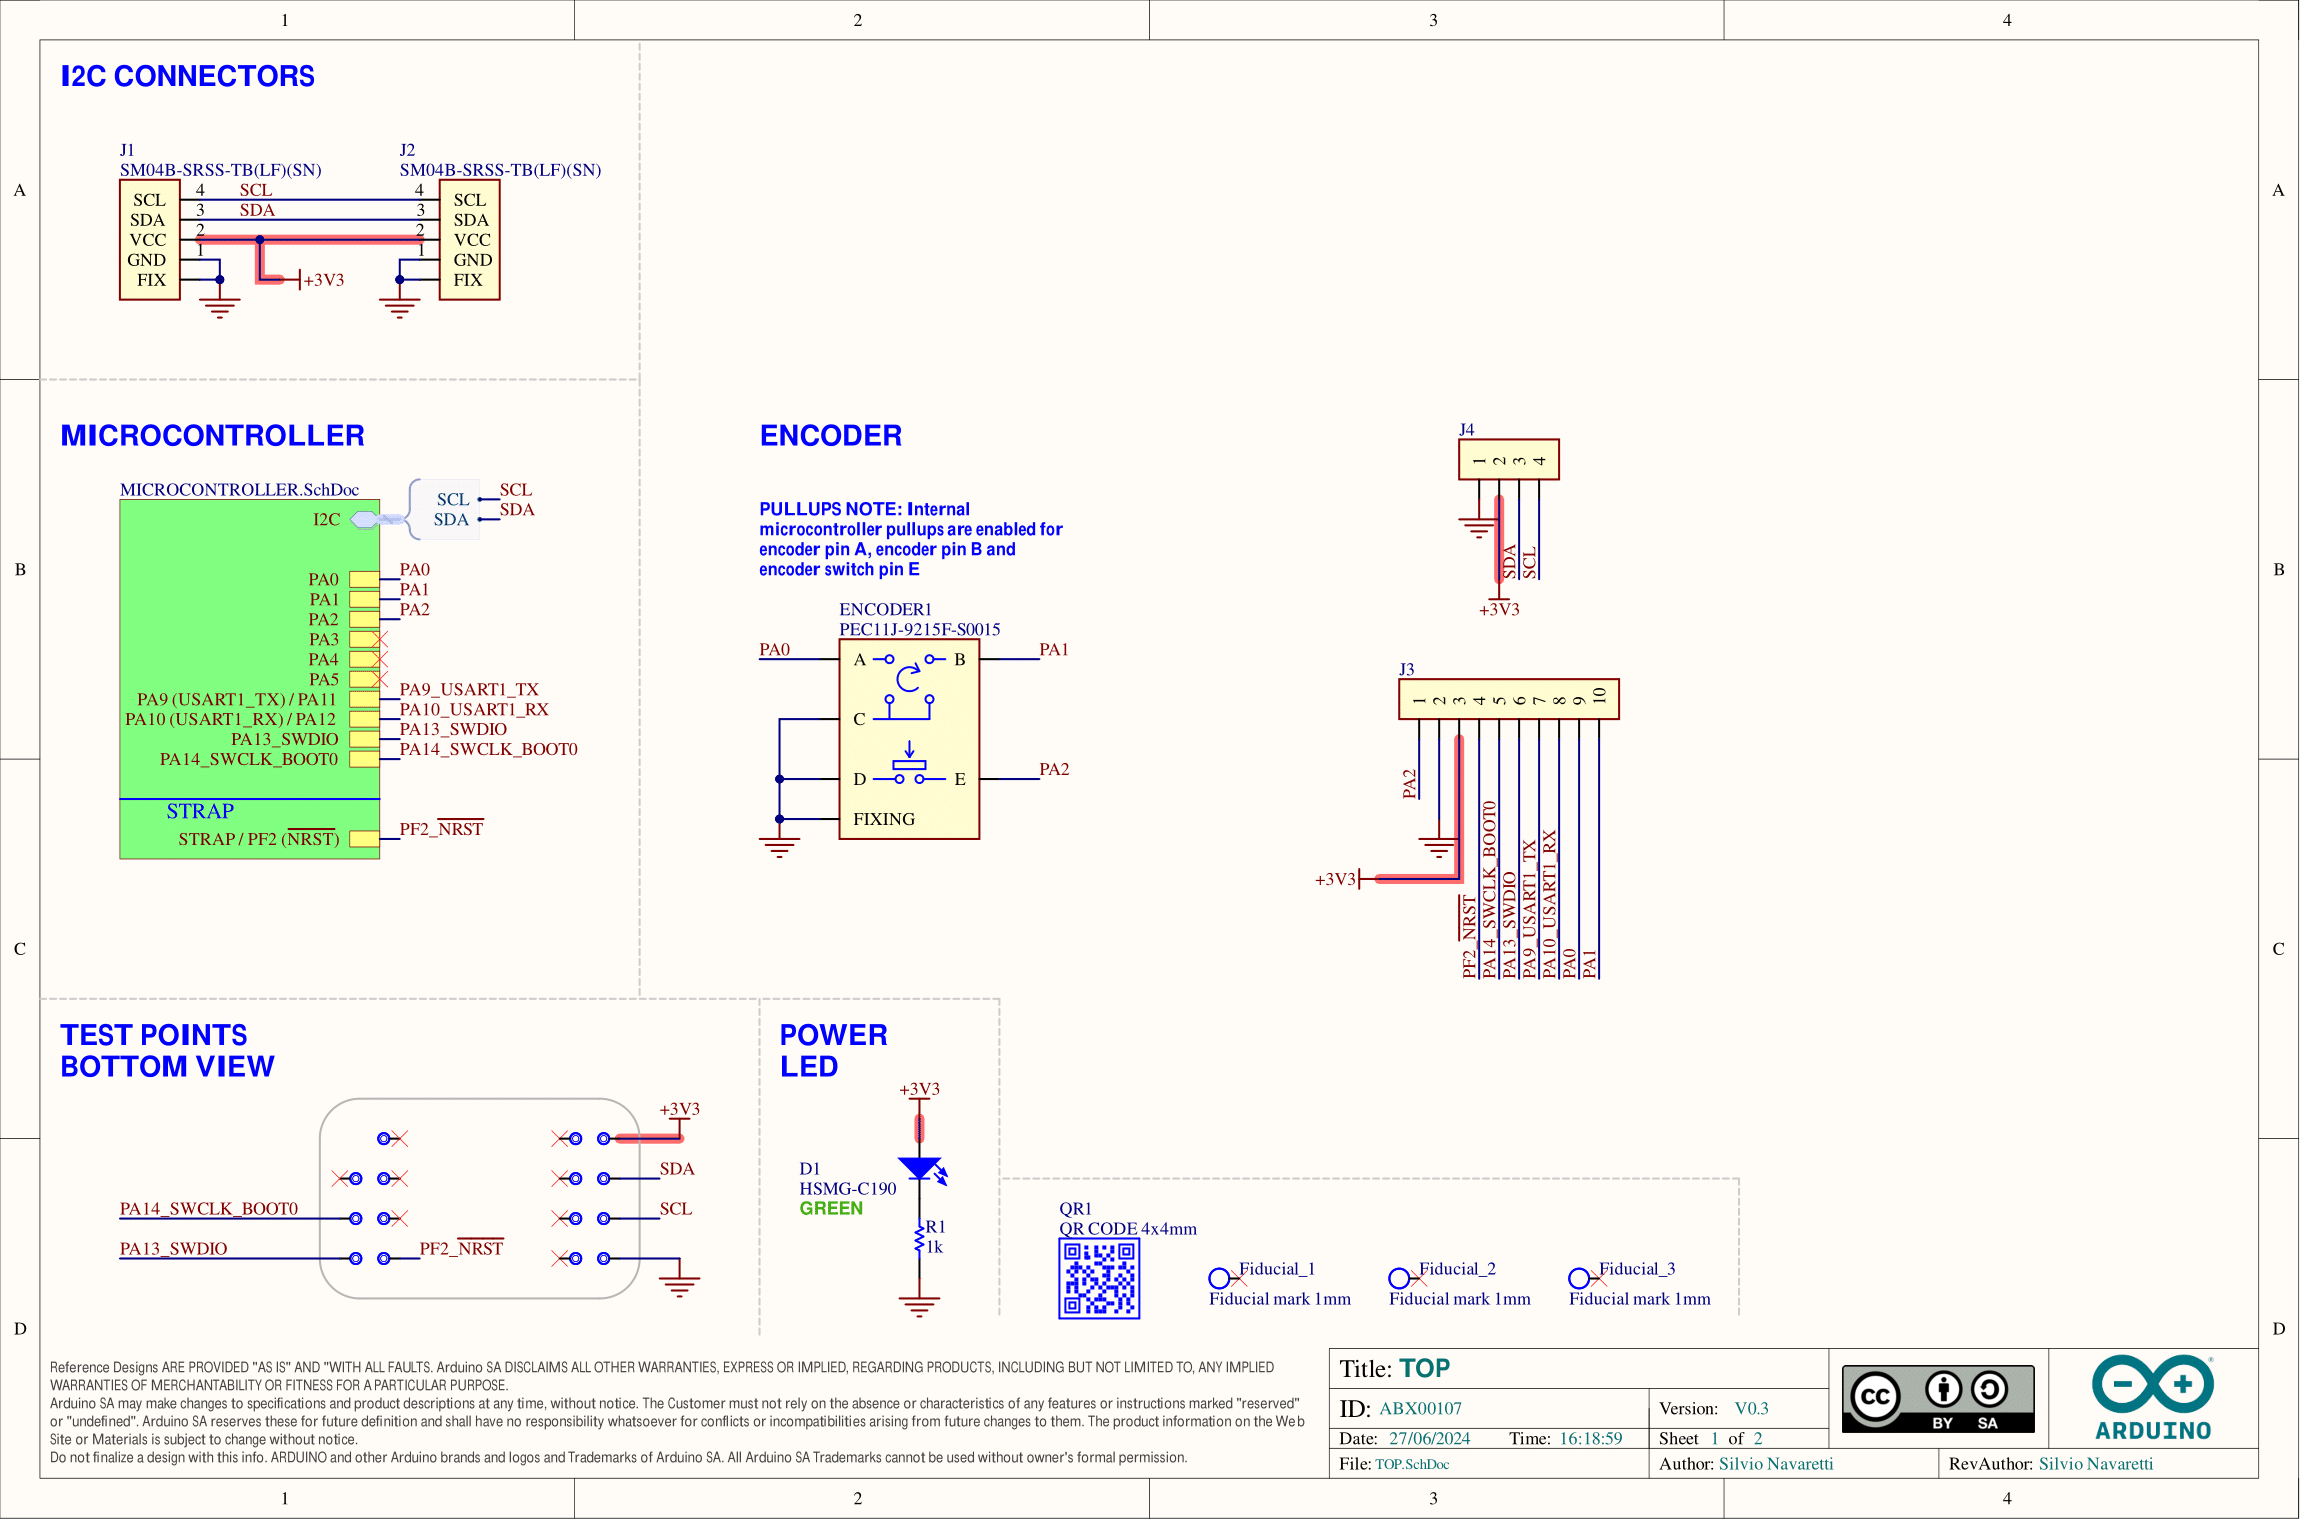 1
2
3
4
A
A
I2C CONNECTORS
J1
SM04B-SRSS-TB(LF)(SN)
J2
SM04B-SRSS-TB(LF)(SN)
SCL 4 SCL 4 SCL
SDA 3 SDA 3 SDA
VCC 2 2 VCC
GND 1 1 GND
FIX +3V3 FIX
B
B
MICROCONTROLLER
MICROCONTROLLER.SchDoc
I2C
SCL SCL
SDA SDA
PA0 PA0
PA1 PA1
PA2 PA2
PA3
PA4
PA5
PA9 (USART1_TX) / PA11 PA9_USART1_TX
PA10 (USART1_RX) / PA12 PA10_USART1_RX
PA13_SWDIO PA13_SWDIO
PA14_SWCLK_BOOT0 PA14_SWCLK_BOOT0
STRAP
STRAP / PF2 (NRST) PF2_NRST
ENCODER
PULLUPS NOTE: Internal
microcontroller pullups are enabled for
encoder pin A, encoder pin B and
encoder switch pin E
ENCODER1
PEC11J-9215F-S0015
PA0 A B PA1
C
D E PA2
FIXING
J4
1 2 3 4
SDA
SCL
+3V3
J3
1 2 3 4 5 6 7 8 9 10
PA2
+3V3
PF2_NRST
PA14_SWCLK_BOOT0
PA13_SWDIO
PA9_USART1_TX
PA10_USART1_RX
PA0
PA1
C
C
TEST POINTS
BOTTOM VIEW
+3V3
SDA
PA14_SWCLK_BOOT0 SCL
PA13_SWDIO PF2_NRST
POWER
LED
+3V3
D1
HSMG-C190
GREEN
R1
1k
QR1
QR CODE 4x4mm
Fiducial_1
Fiducial mark 1mm
Fiducial_2
Fiducial mark 1mm
Fiducial_3
Fiducial mark 1mm
D
D
Reference Designs ARE PROVIDED "AS IS" AND "WITH ALL FAULTS. Arduino SA DISCLAIMS ALL OTHER WARRANTIES, EXPRESS OR IMPLIED, REGARDING PRODUCTS, INCLUDING BUT NOT LIMITED TO, ANY IMPLIED
WARRANTIES OF MERCHANTABILITY OR FITNESS FOR A PARTICULAR PURPOSE.
Arduino SA may make changes to specifications and product descriptions at any time, without notice. The Customer must not rely on the absence or characteristics of any features or instructions marked "reserved"
or "undefined". Arduino SA reserves these for future definition and shall have no responsibility whatsoever for conflicts or incompatibilities arising from future changes to them. The product information on the Web
Site or Materials is subject to change without notice.
Do not finalize a design with this info. ARDUINO and other Arduino brands and logos and Trademarks of Arduino SA. All Arduino SA Trademarks cannot be used without owner's formal permission.
Title: TOP
ID: ABX00107
Version: V0.3
Date: 27/06/2024 Time: 16:18:59
Sheet 1 of 2
File: TOP.SchDoc
Author: Silvio Navaretti
RevAuthor: Silvio Navaretti
cc
BY SA
ARDUINO
®
1
2
3
4